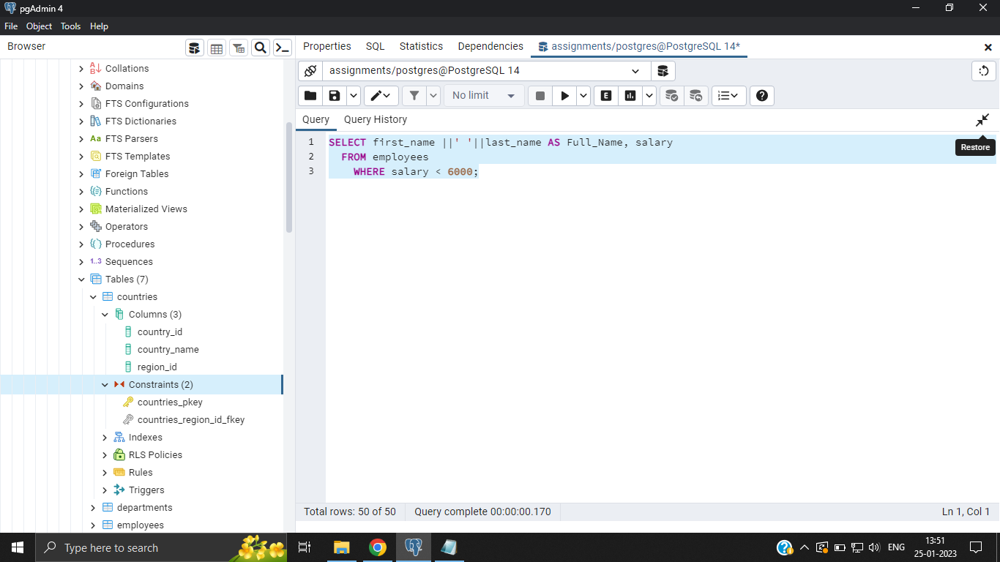 pgAdmin 4
File Object Tools Help
Browser
Properties SQL Statistics Dependencies assignments/postgres@PostgreSQL 14*
assignments/postgres@PostgreSQL 14
No limit
E
Query Query History
Restore
1 SELECT first_name ||' '||last_name AS Full_Name, salary
2 FROM employees
3 WHERE salary < 6000;
Collations
Domains
FTS Configurations
FTS Dictionaries
Aa FTS Parsers
FTS Templates
Foreign Tables
Functions
Materialized Views
Operators
Procedures
1..3 Sequences
Tables (7)
countries
Columns (3)
country_id
country_name
region_id
Constraints (2)
countries_pkey
countries_region_id_fkey
Indexes
RLS Policies
Rules
Triggers
departments
employees
Total rows: 50 of 50 Query complete 00:00:00.170 Ln 1, Col 1
Type here to search
ENG
13:51
25-01-2023